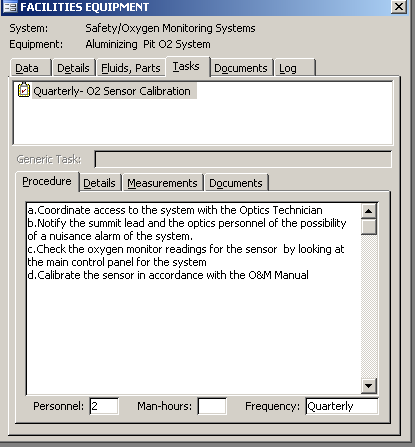 FACILITIES EQUIPMENT
System: Safety/Oxygen Monitoring Systems
Equipment: Aluminizing Pit O2 System
Data Details Fluids, Parts Tasks Documents Log
Quarterly- O2 Sensor Calibration
Generic Task:
Procedure Details Measurements Documents
a.Coordinate access to the system with the Optics Technician
b.Notify the summit lead and the optics personnel of the possibility
of a nuisance alarm of the system.
c.Check the oxygen monitor readings for the sensor by looking at
the main control panel for the system
d.Calibrate the sensor in accordance with the O&M Manual
Personnel: 2 Man-hours: Frequency: Quarterly